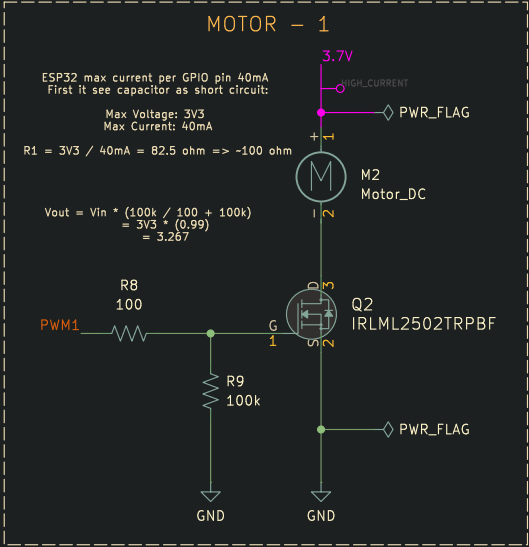 MOTOR - 1
3.7V
HIGH_CURRENT
ESP32 max current per GPIO pin 40mA
First it see capacitor as short circuit:
PWR_FLAG
Max Voltage: 3V3
Max Current: 40mA
+
1
R1 = 3V3 / 40mA = 82.5 ohm => ~100 ohm
M
M2
Motor_DC
-
2
Vout = Vin * (100k / 100 + 100k)
= 3V3 * (0.99)
= 3.267
D
3
R8
100
Q2
IRLML2502TRPBF
PWM1
G
1
S
2
R9
100k
PWR_FLAG
GND
GND